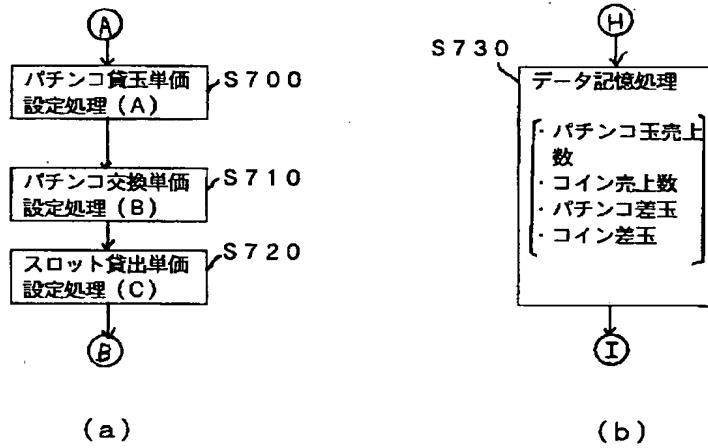 A
パチンコ貸玉単価
設定処理(A)
S700
パチンコ交換単価
設定処理(B)
S710
スロット貸出単価
設定処理(C)
S720
B
(a)
H
S730
データ記憶処理
・パチンコ玉売上
数
・コイン売上数
・パチンコ差玉
・コイン差玉
I
(b)